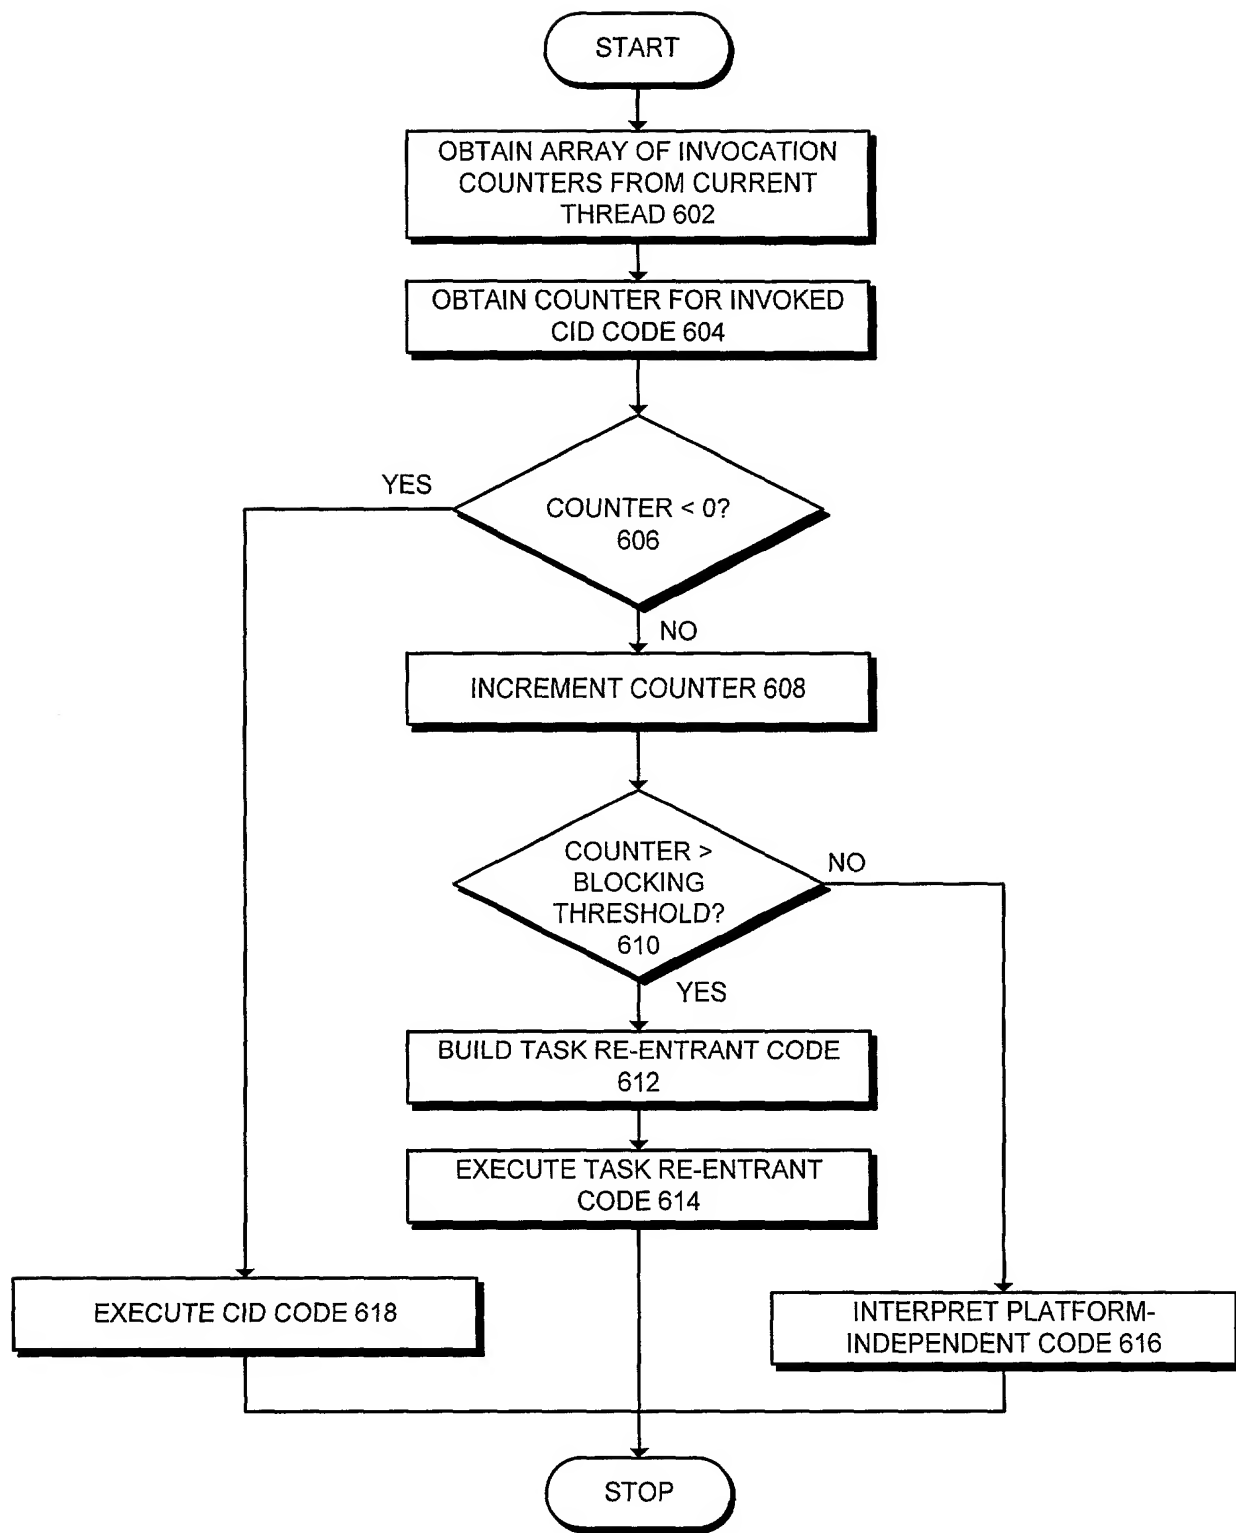 START
OBTAIN ARRAY OF INVOCATION
COUNTERS FROM CURRENT
THREAD 602
OBTAIN COUNTER FOR INVOKED
CID CODE 604
YES
COUNTER < 0?
606
NO
INCREMENT COUNTER 608
COUNTER >
BLOCKING
THRESHOLD?
610
NO
YES
BUILD TASK RE-ENTRANT CODE
612
EXECUTE TASK RE-ENTRANT
CODE 614
EXECUTE CID CODE 618
INTERPRET PLATFORM-
INDEPENDENT CODE 616
STOP